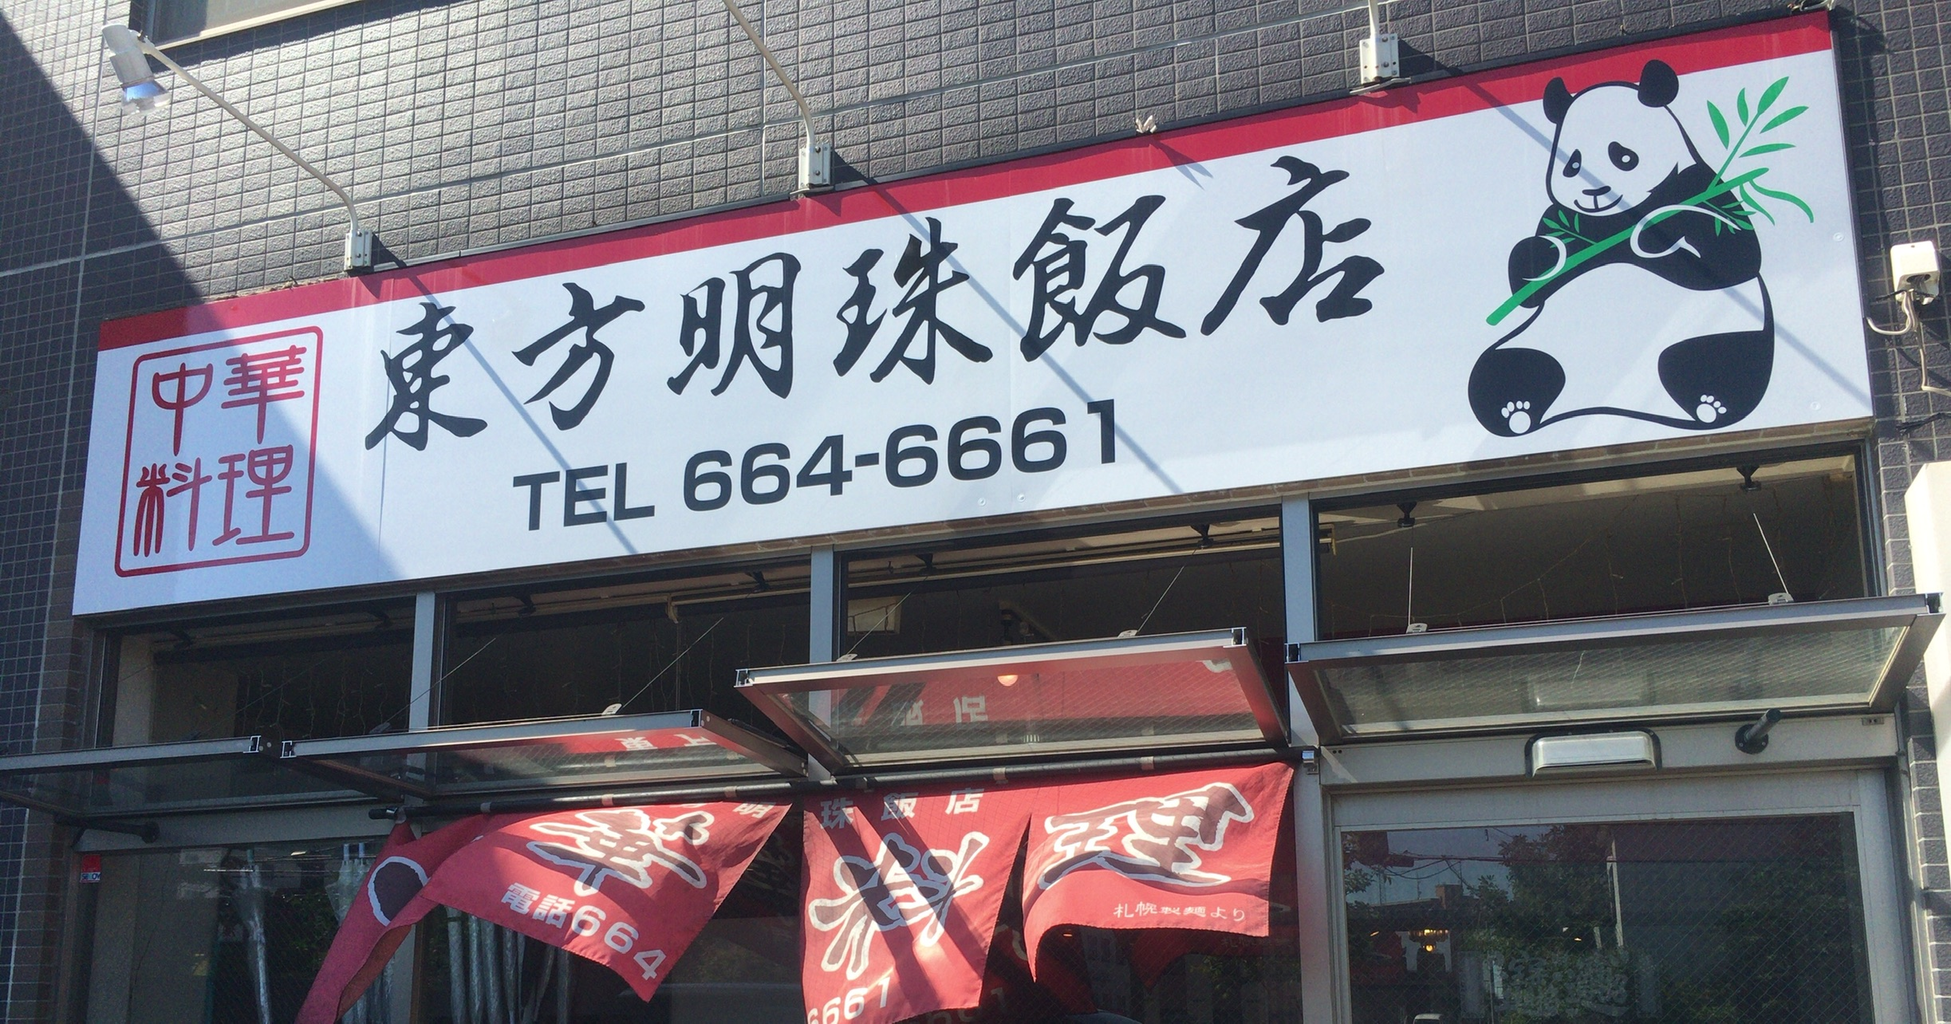 中華
料理
東方明珠飯店
TEL 664-6661
明 珠飯店
華 料 理
電話664
6661
札幌製麺より